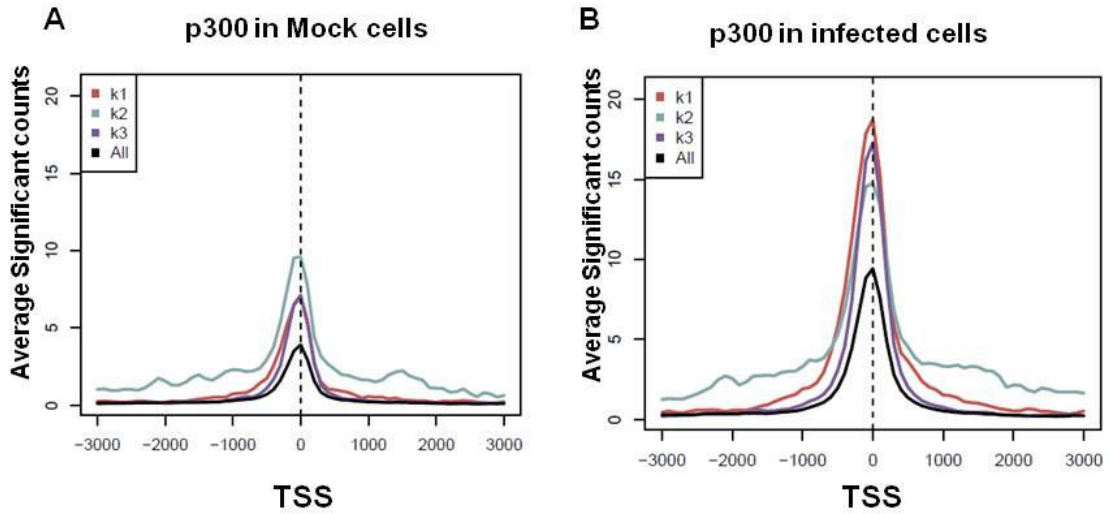 A
p300 in Mock cells
Average Significant counts
20
15
10
5
0
k1
k2
k3
All
−3000 −2000 −1000 0 1000 2000 3000
TSS
B
p300 in infected cells
Average Significant counts
20
15
10
5
0
k1
k2
k3
All
−3000 −2000 −1000 0 1000 2000 3000
TSS